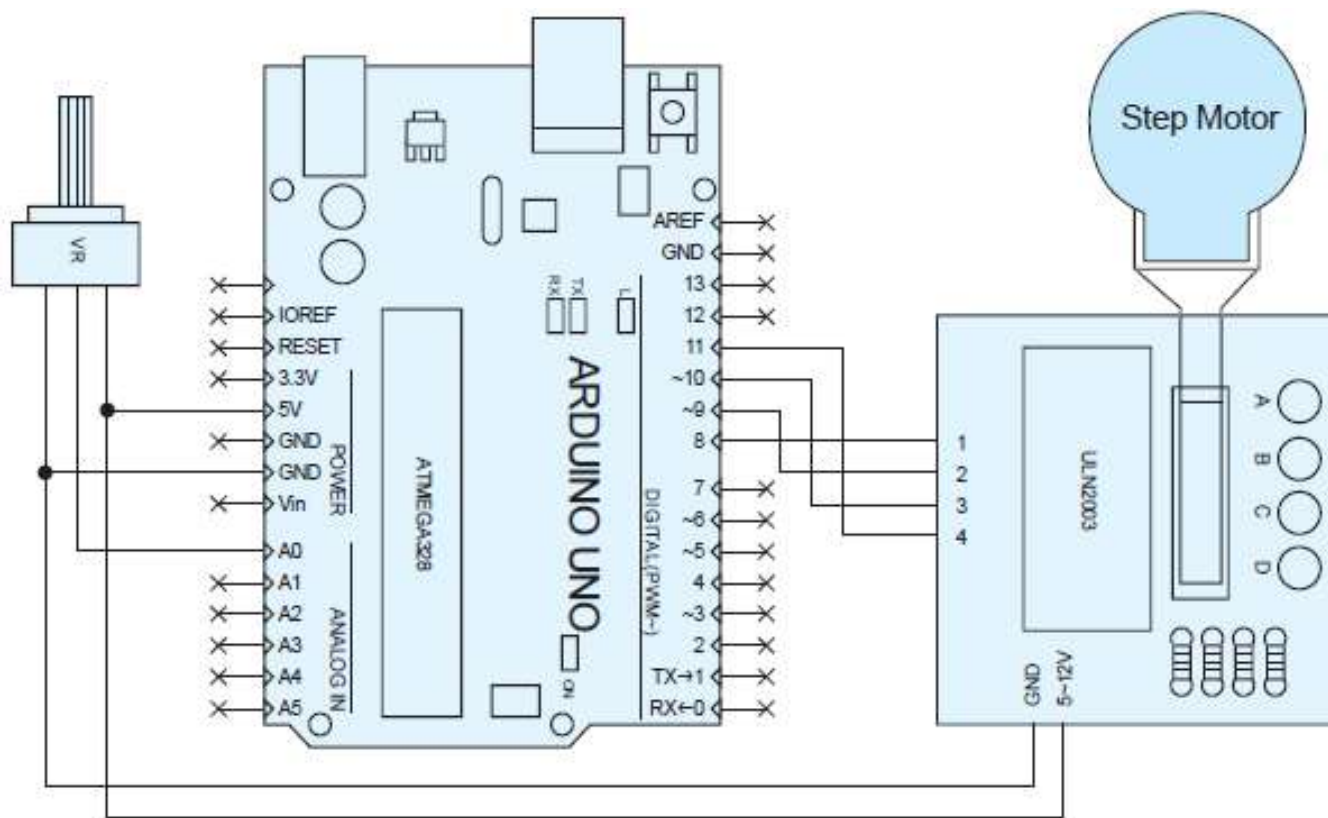 Step Motor
VR
AREF
GND
13
12
11
~10
~9
8
7
~6
~5
4
~3
2
TX→1
RX←0
IOREF
RESET
3.3V
5V
GND
GND
Vin
A0
A1
A2
A3
A4
A5
POWER
ANALOG IN
ATMEGA328
RX
TX
L
ARDUINO UNO
DIGITAL(PWM~)
ON
1
2
3
4
ULN2003
A
B
C
D
GND
5~12V